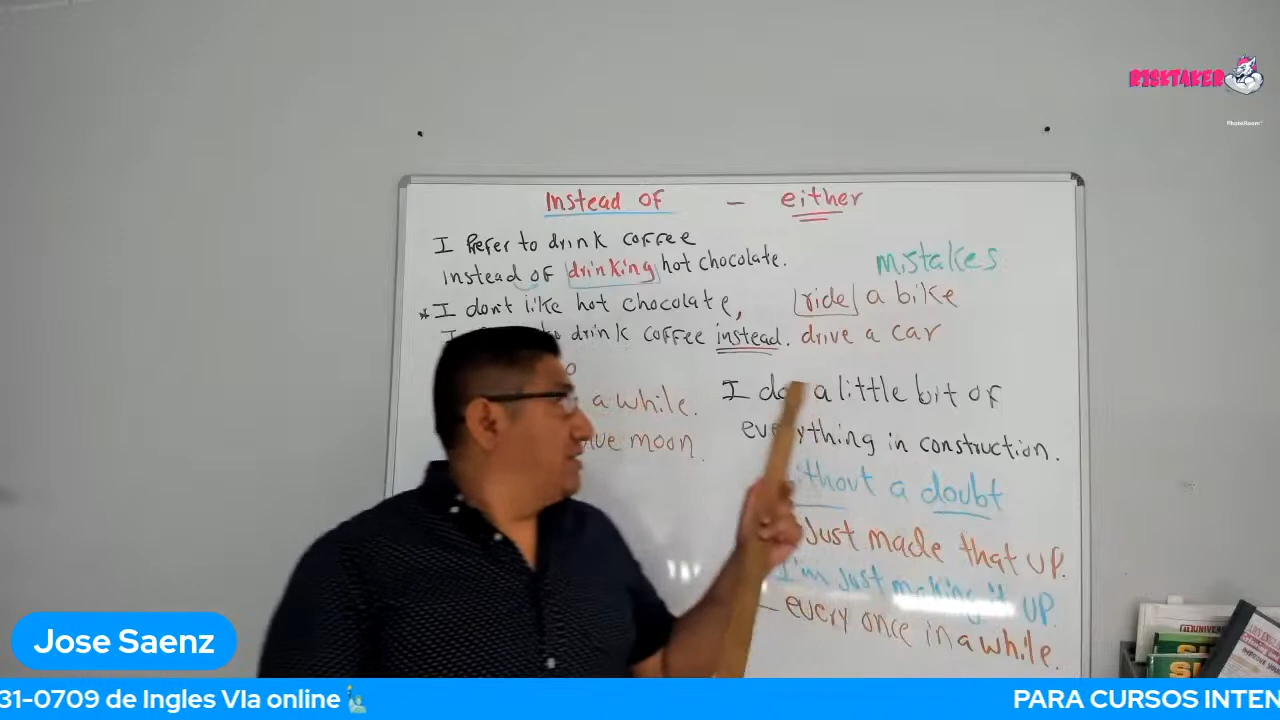 RISKTAKER
PhotoRoom
Instead of - either
I Prefer to drink coffee
instead of drinking hot chocolate.
* I don't like hot chocolate,
drink coffee instead.
a while.
moon.
mistakes
ride a bike
drive a car
I do a little bit of
everything in construction.
without a doubt
Just made that up.
I'm just making it up
— every once in a while.
Jose Saenz
31-0709 de Ingles VIa online
PARA CURSOS INTEN